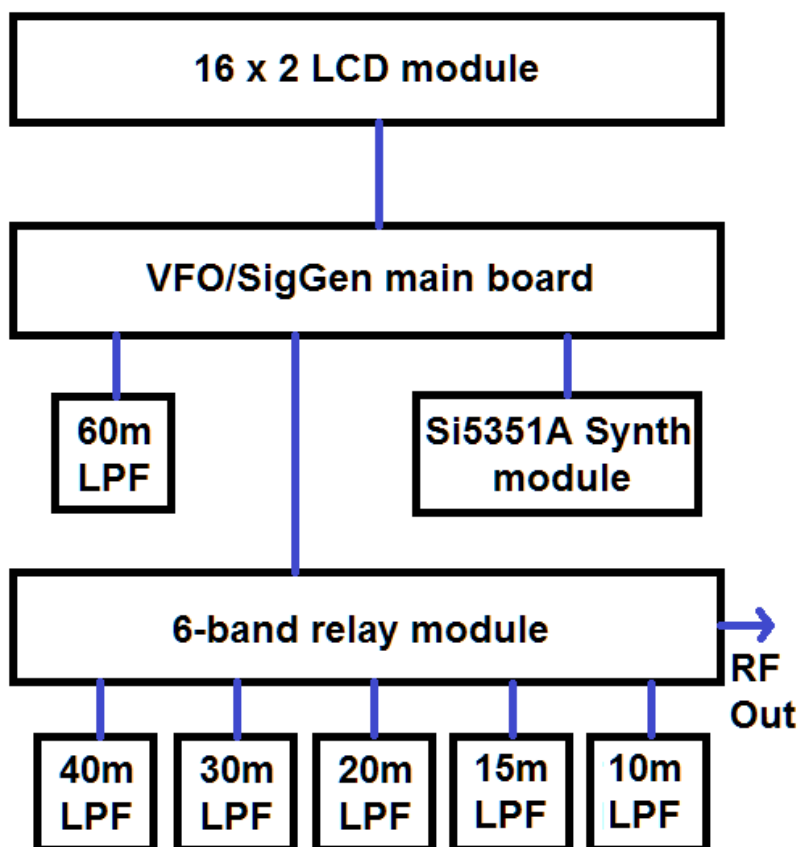 16 x 2 LCD module
VFO/SigGen main board
60m
LPF
Si5351A Synth
module
6-band relay module
RF
Out
40m
LPF
30m
LPF
20m
LPF
15m
LPF
10m
LPF